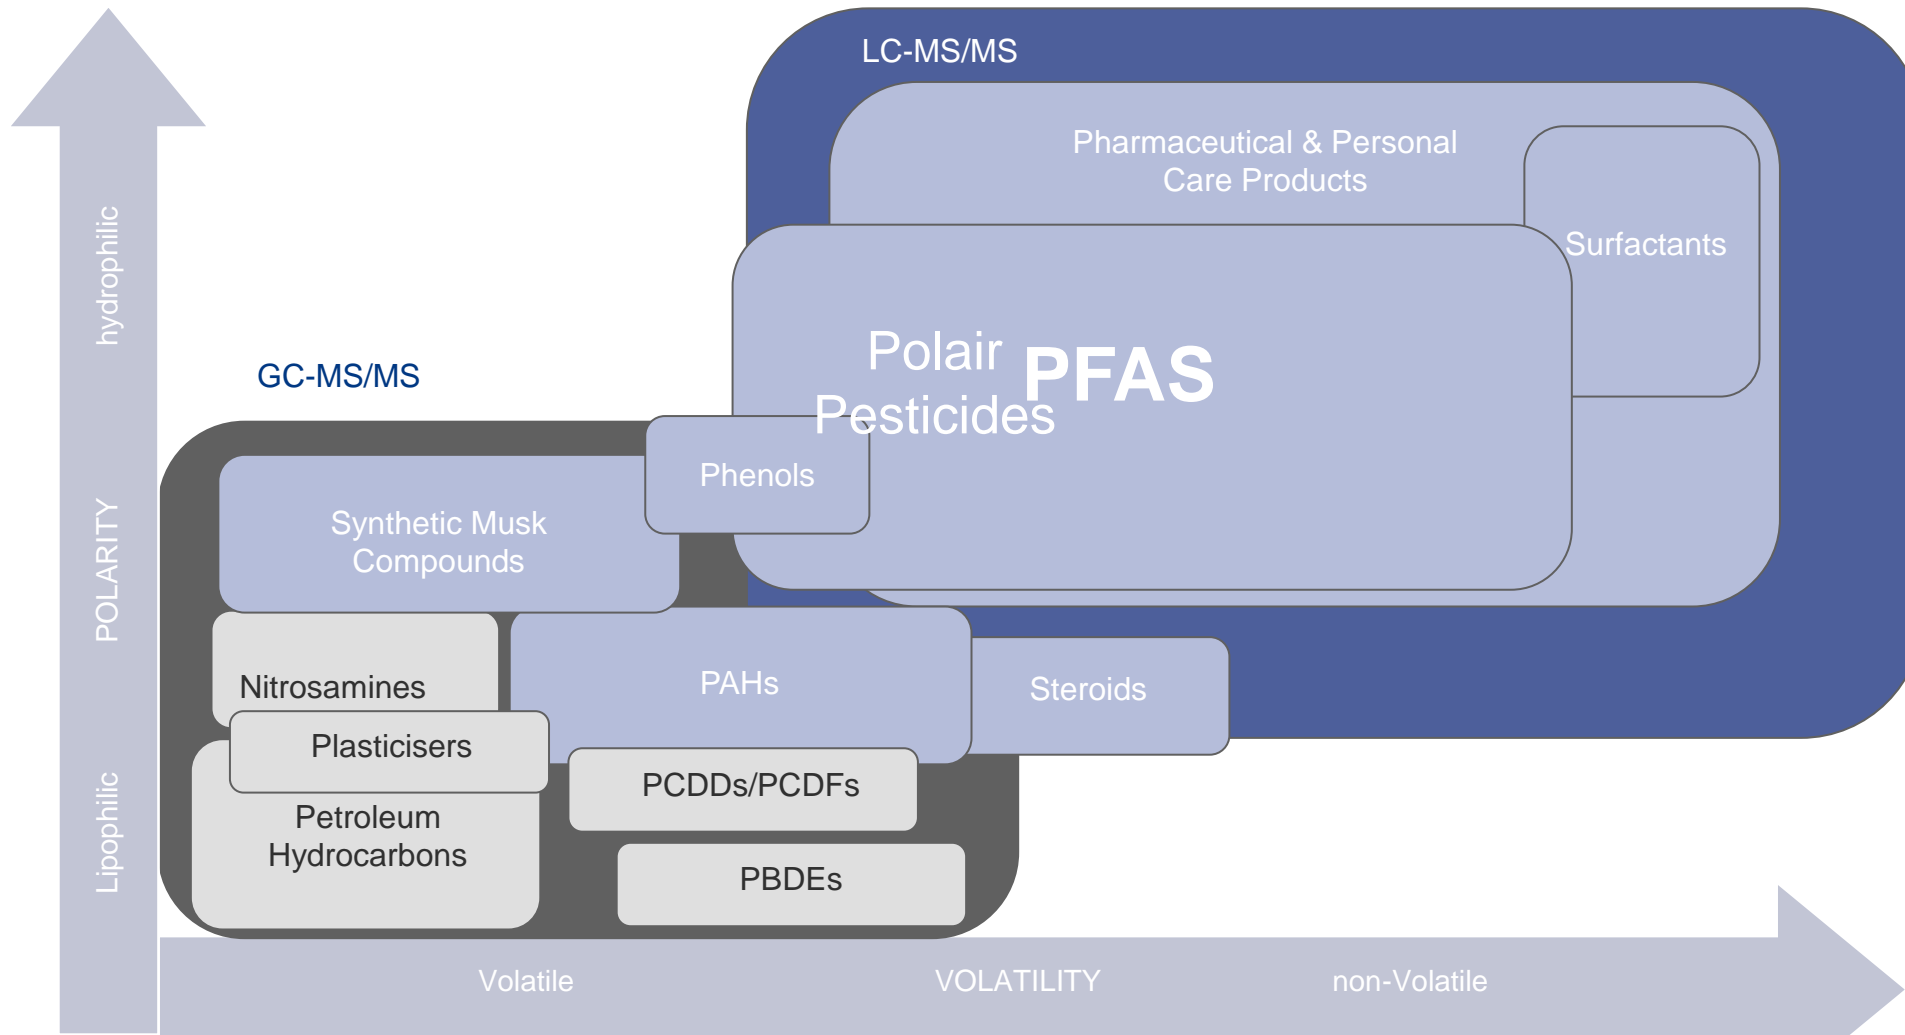 LC-MS/MS
Pharmaceutical & Personal
Care Products
Surfactants
hydrophilic
Polair
Pesticides
PFAS
GC-MS/MS
Phenols
Synthetic Musk
Compounds
POLARITY
Nitrosamines
PAHs
Steroids
Plasticisers
PCDDs/PCDFs
Petroleum
Hydrocarbons
Lipophilic
PBDEs
Volatile
VOLATILITY
non-Volatile